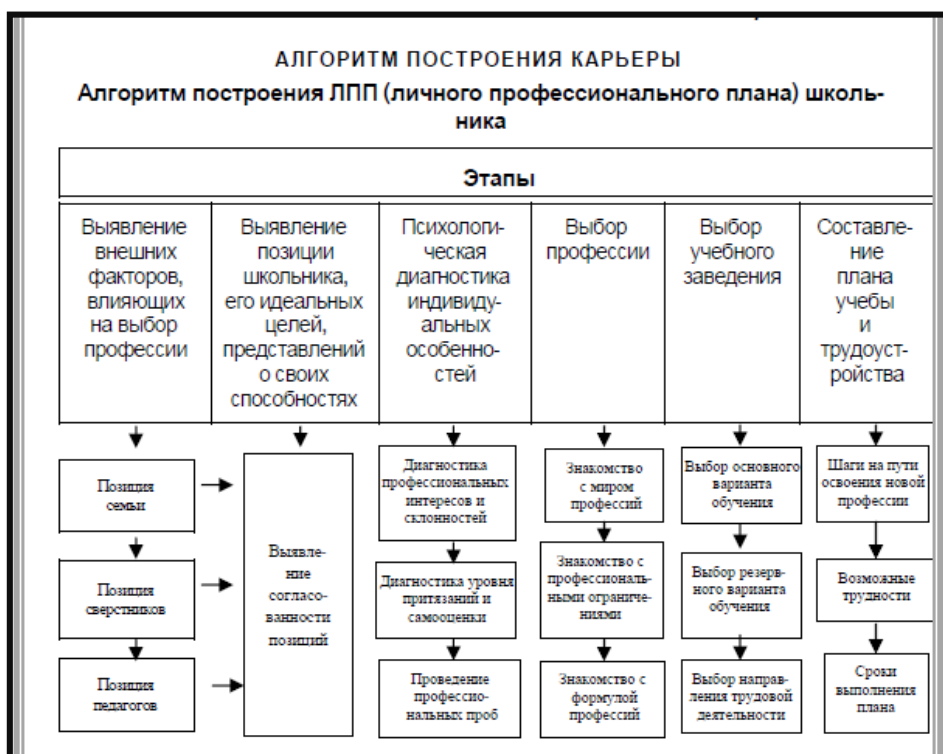 АЛГОРИТМ ПОСТРОЕНИЯ КАРЬЕРЫ
Алгоритм построения ЛПП (личного профессионального плана) школь-
ника
Этапы
Выявление
внешних
факторов,
влияющих
на выбор
профессии
Выявление
позиции
школьника,
его идеальных
целей,
представлений
о своих
способностях
Психологи-
ческая
диагностика
индивиду-
альных
особенно-
стей
Выбор
профессии
Выбор
учебного
заведения
Составле-
ние
плана
учебы
и
трудоуст-
ройства
Позиция
семьи
Позиция
сверстников
Позиция
педагогов
Выявле-
ние
согласо-
ванности
позиций
Диагностика
профессиональных
интересов и
склонностей
Диагностика уровня
притязаний и
самооценки
Проведение
профессио-
нальных проб
Знакомство
с миром
профессий
Знакомство с
профессиональ-
ными ограниче-
ниями
Знакомство с
формулой
профессий
Выбор основного
варианта
обучения
Выбор резерв-
ного варианта
обучения
Выбор направ-
ления трудовой
деятельности
Шаги на пути
освоения новой
профессии
Возможные
трудности
Сроки
выполнения
плана